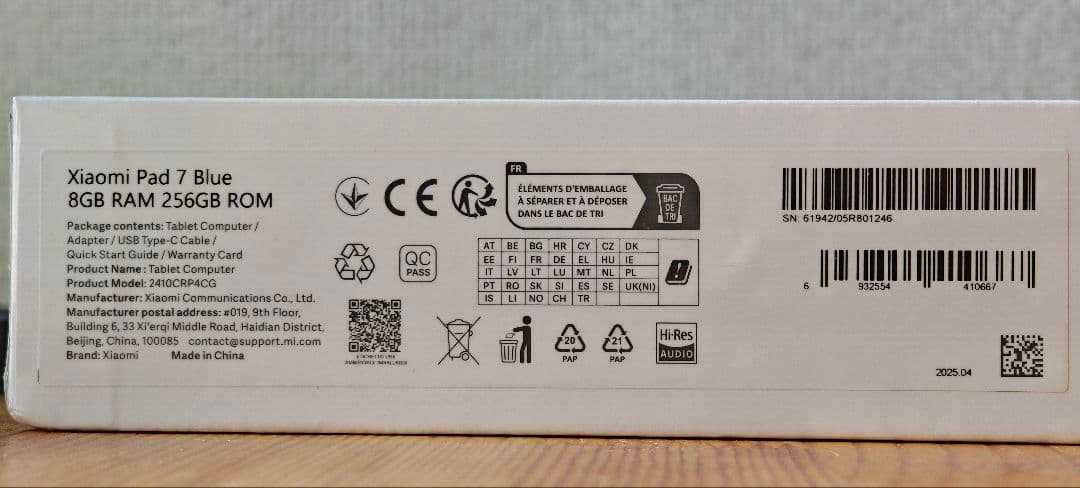 Xiaomi Pad 7 Blue
8GB RAM 256GB ROM
Package contents: Tablet Computer /
Adapter / USB Type-C Cable /
Quick Start Guide / Warranty Card
Product Name : Tablet Computer
Product Model: 2410CRP4CG
Manufacturer: Xiaomi Communications Co., Ltd.
Manufacturer postal address: #019, 9th Floor,
Building 6, 33 Xi'erqi Middle Road, Haidian District,
Beijing, China, 100085 contact@support.mi.com
Brand: Xiaomi Made in China
CE
FR
ÉLÉMENTS D'EMBALLAGE
À SÉPARER ET À DÉPOSER
DANS LE BAC DE TRI
BAC
DE
TRI
QC
PASS
AT BE BG HR CY CZ DK
EE FI FR DE EL HU IE
IT LV LT LU MT NL PL
PT RO SK SI ES SE UK(NI)
IS LI NO CH TR
20
PAP
21
PAP
Hi-Res
AUDIO
SN: 61942/05R801246
6 932554 410667
2025.04